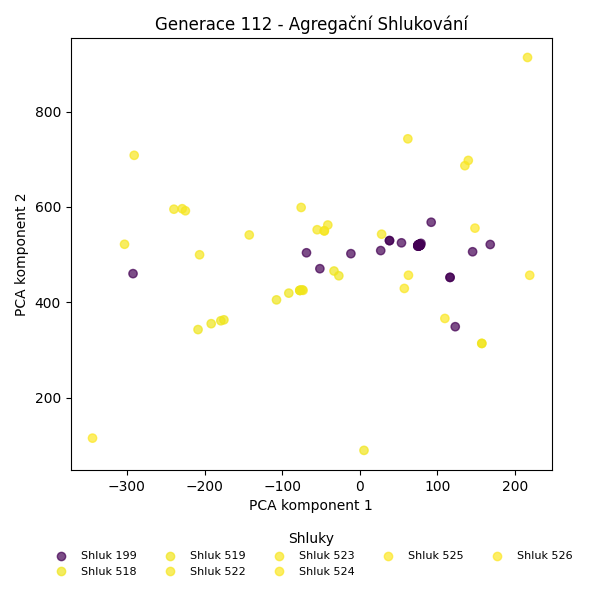 Generace 112 - Agregační Shlukování
PCA komponent 2
800
600
400
200
−300 −200 −100 0 100 200
PCA komponent 1
Shluky
Shluk 199 Shluk 519 Shluk 523 Shluk 525 Shluk 526
Shluk 518 Shluk 522 Shluk 524